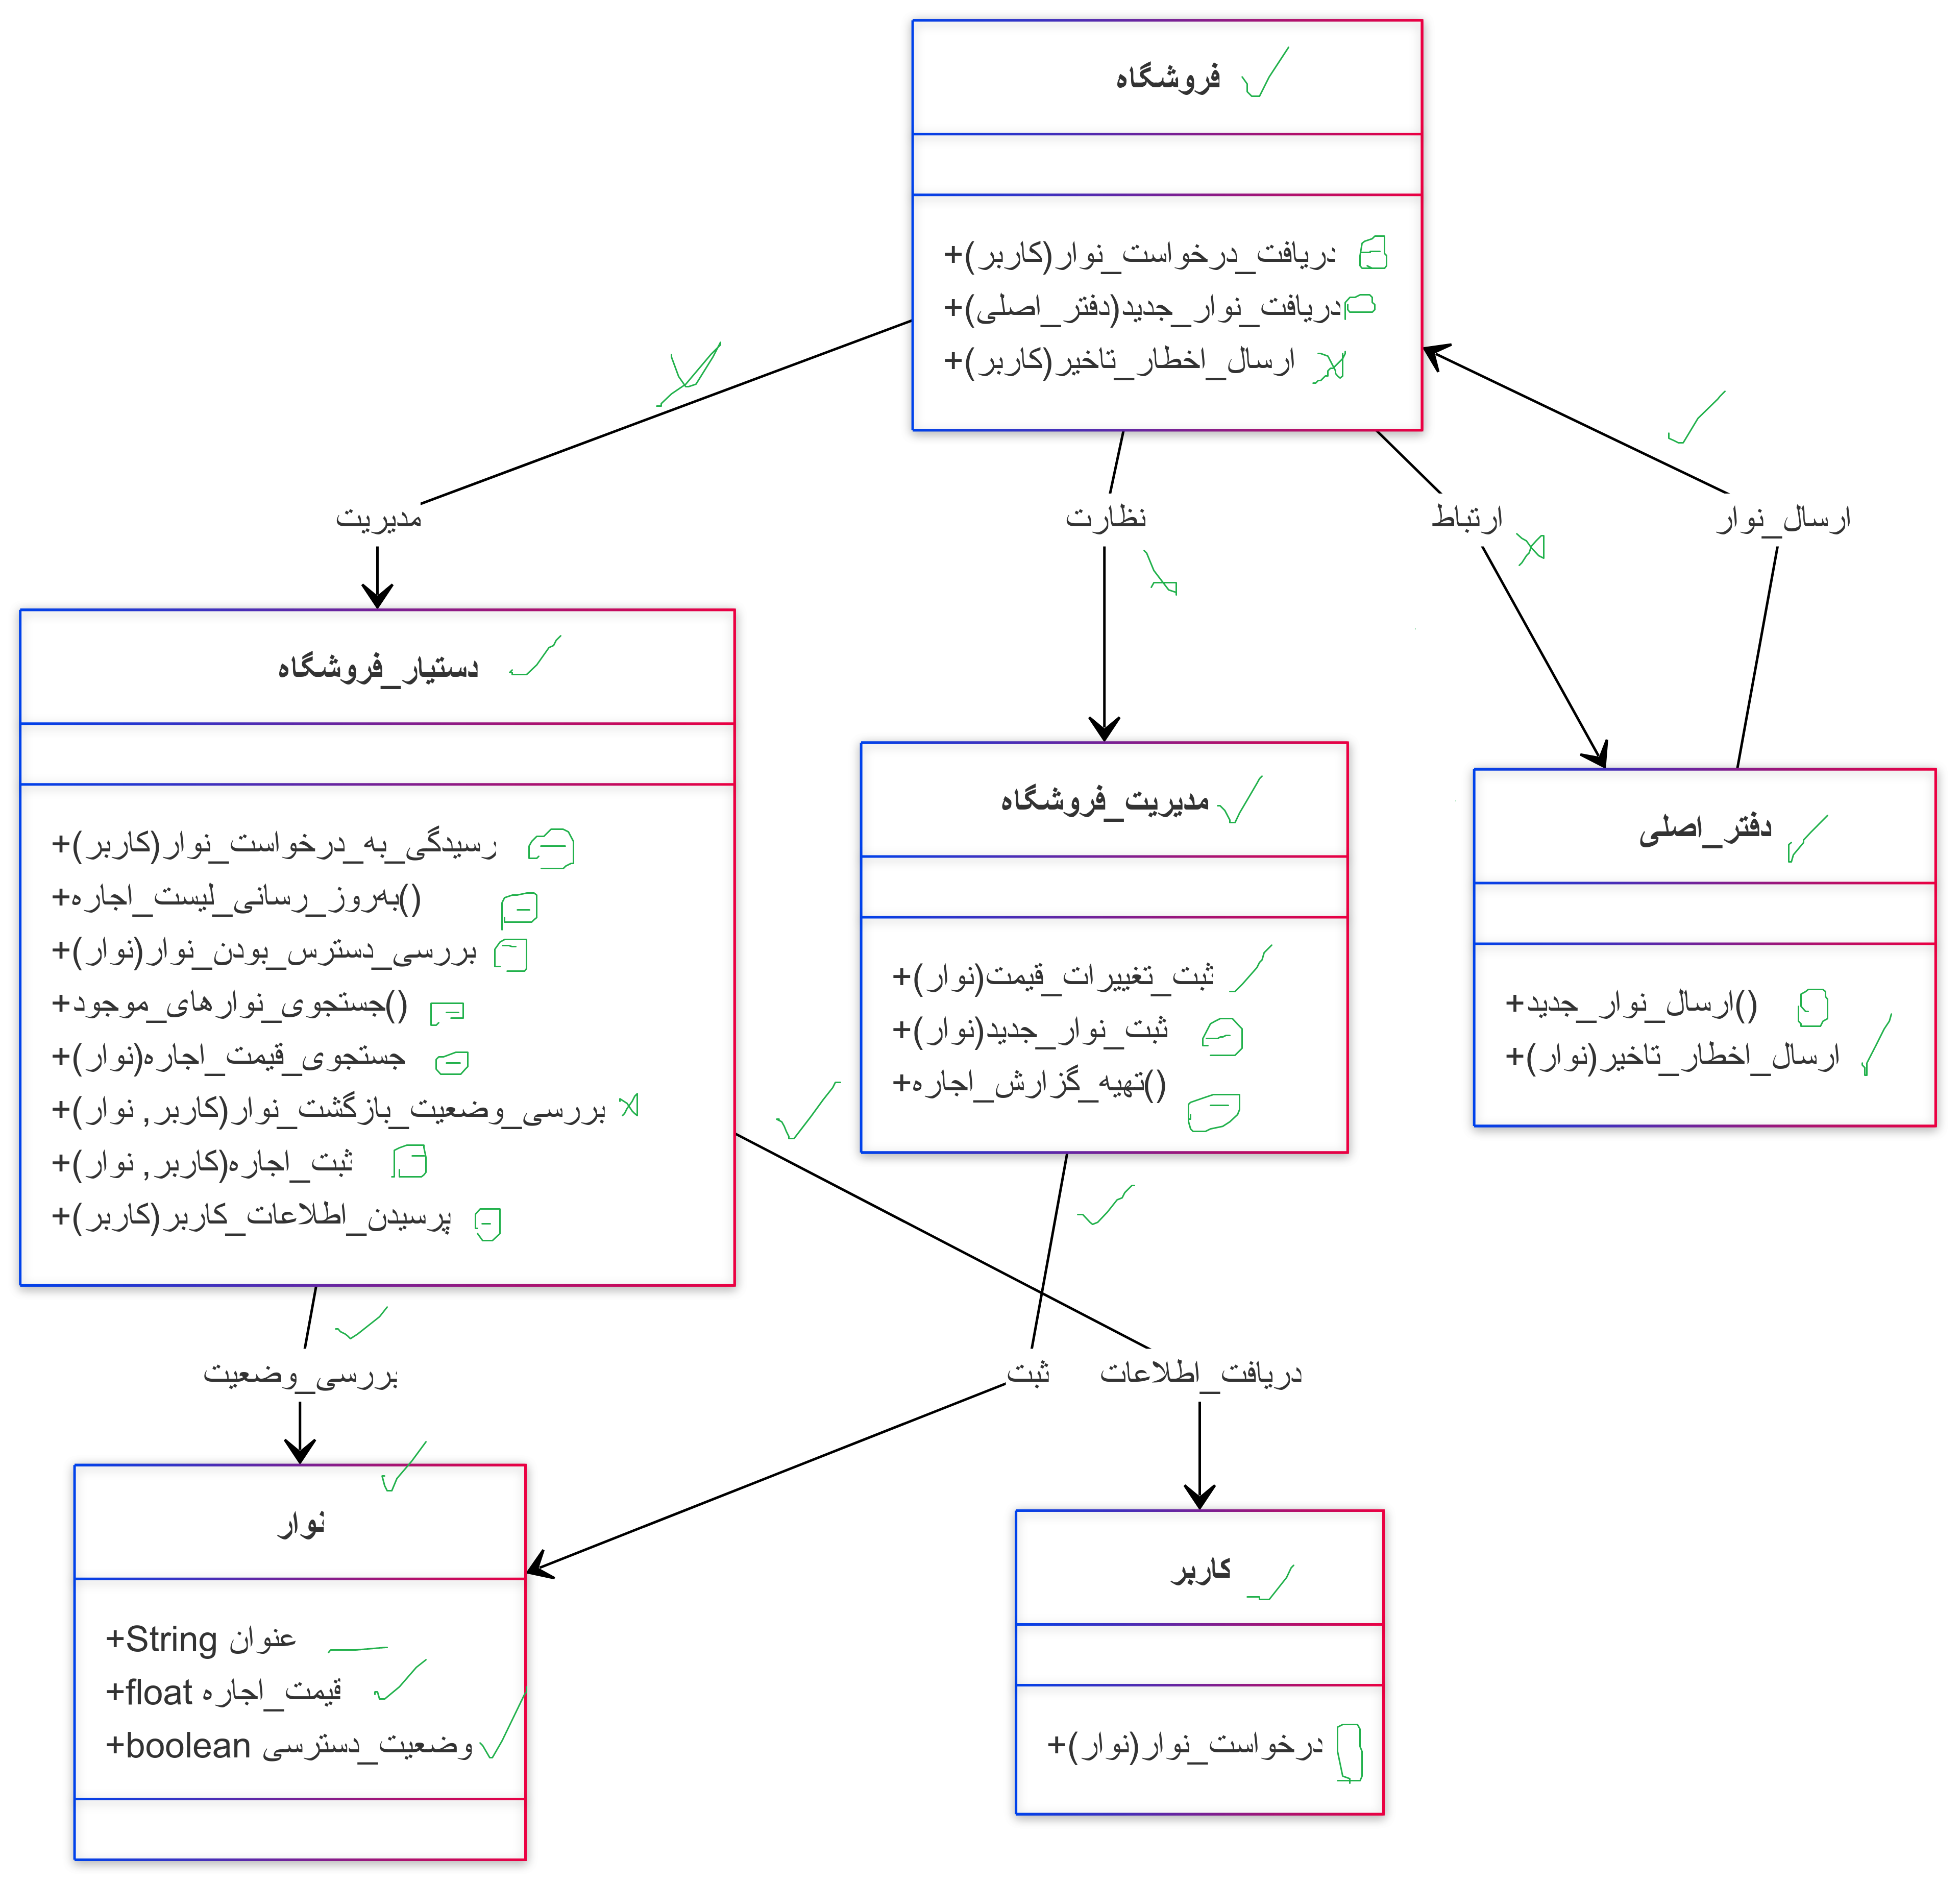 فروشگاه
+دریافت_درخواست_نوار(کاربر)
+دریافت_نوار_جدید(دفتر_اصلی)
+ارسال_اخطار_تاخیر(کاربر)
مدیریت
نظارت
ارتباط
ارسال_نوار
دستیار_فروشگاه
+رسیدگی_به_درخواست_نوار(کاربر)
+به‌روز_رسانی_لیست_اجاره()
+بررسی_دسترس_بودن_نوار(نوار)
+جستجوی_نوارهای_موجود()
+جستجوی_قیمت_اجاره(نوار)
+بررسی_وضعیت_بازگشت_نوار(کاربر, نوار)
+ثبت_اجاره(کاربر, نوار)
+پرسیدن_اطلاعات_کاربر(کاربر)
مدیریت_فروشگاه
+ثبت_تغییرات_قیمت(نوار)
+ثبت_نوار_جدید(نوار)
+تهیه_گزارش_اجاره()
دفتر_اصلی
+ارسال_نوار_جدید()
+ارسال_اخطار_تاخیر(نوار)
بررسی_وضعیت
ثبت
دریافت_اطلاعات
نوار
+String عنوان
+float قیمت_اجاره
+boolean وضعیت_دسترسی
کاربر
+درخواست_نوار(نوار)